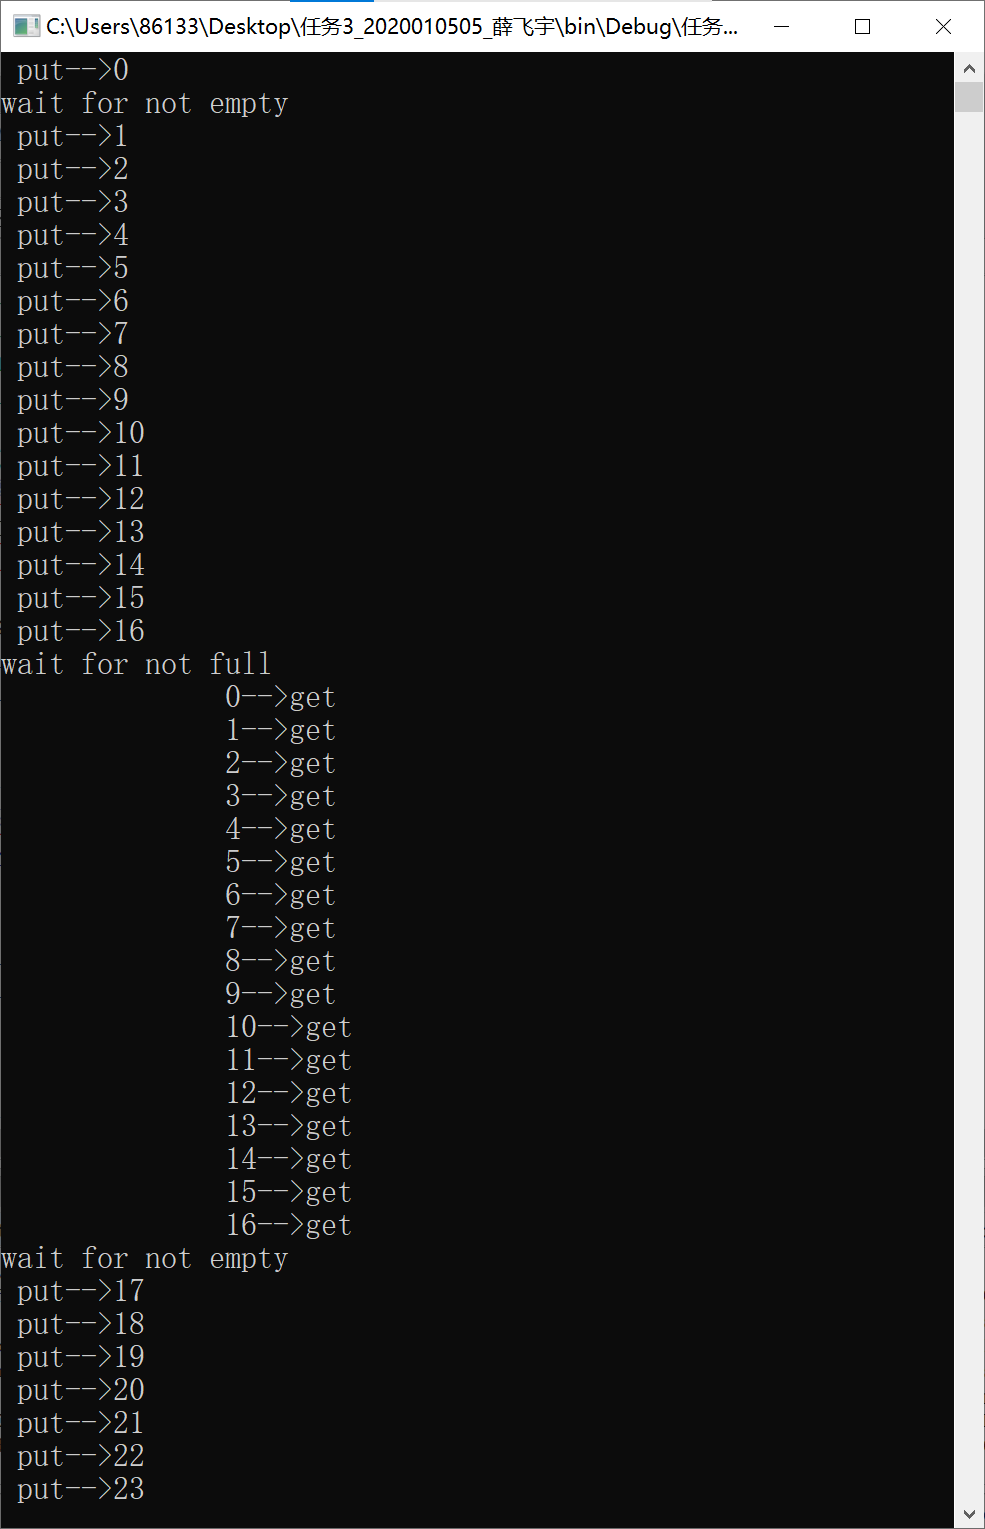 C:\Users\86133\Desktop\任务3_2020010505_薛飞宇\bin\Debug\任务...
put-->0
wait for not empty
put-->1
put-->2
put-->3
put-->4
put-->5
put-->6
put-->7
put-->8
put-->9
put-->10
put-->11
put-->12
put-->13
put-->14
put-->15
put-->16
wait for not full
0-->get
1-->get
2-->get
3-->get
4-->get
5-->get
6-->get
7-->get
8-->get
9-->get
10-->get
11-->get
12-->get
13-->get
14-->get
15-->get
16-->get
wait for not empty
put-->17
put-->18
put-->19
put-->20
put-->21
put-->22
put-->23